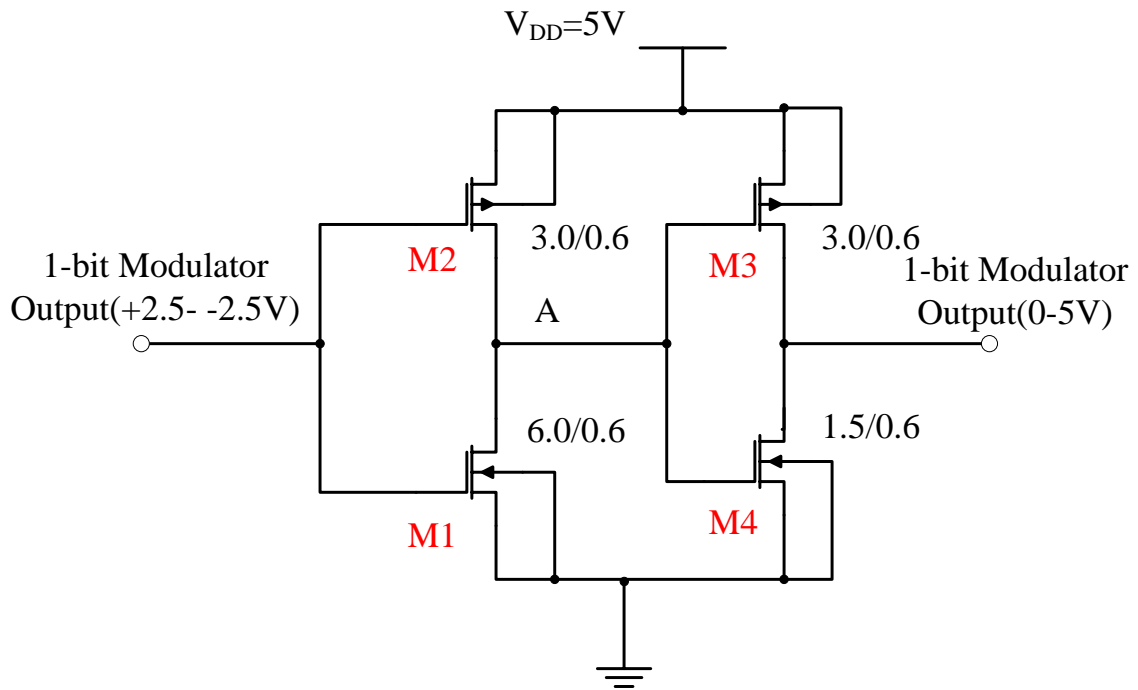 V_DD=5V
3.0/0.6
3.0/0.6
M2
M3
1-bit Modulator
Output(+2.5- -2.5V)
1-bit Modulator
Output(0-5V)
A
6.0/0.6
1.5/0.6
M1
M4